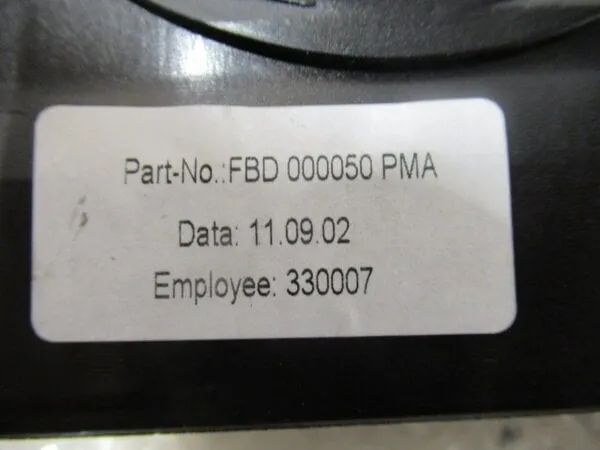 Part-No.:FBD 000050 PMA
Data: 11.09.02
Employee: 330007